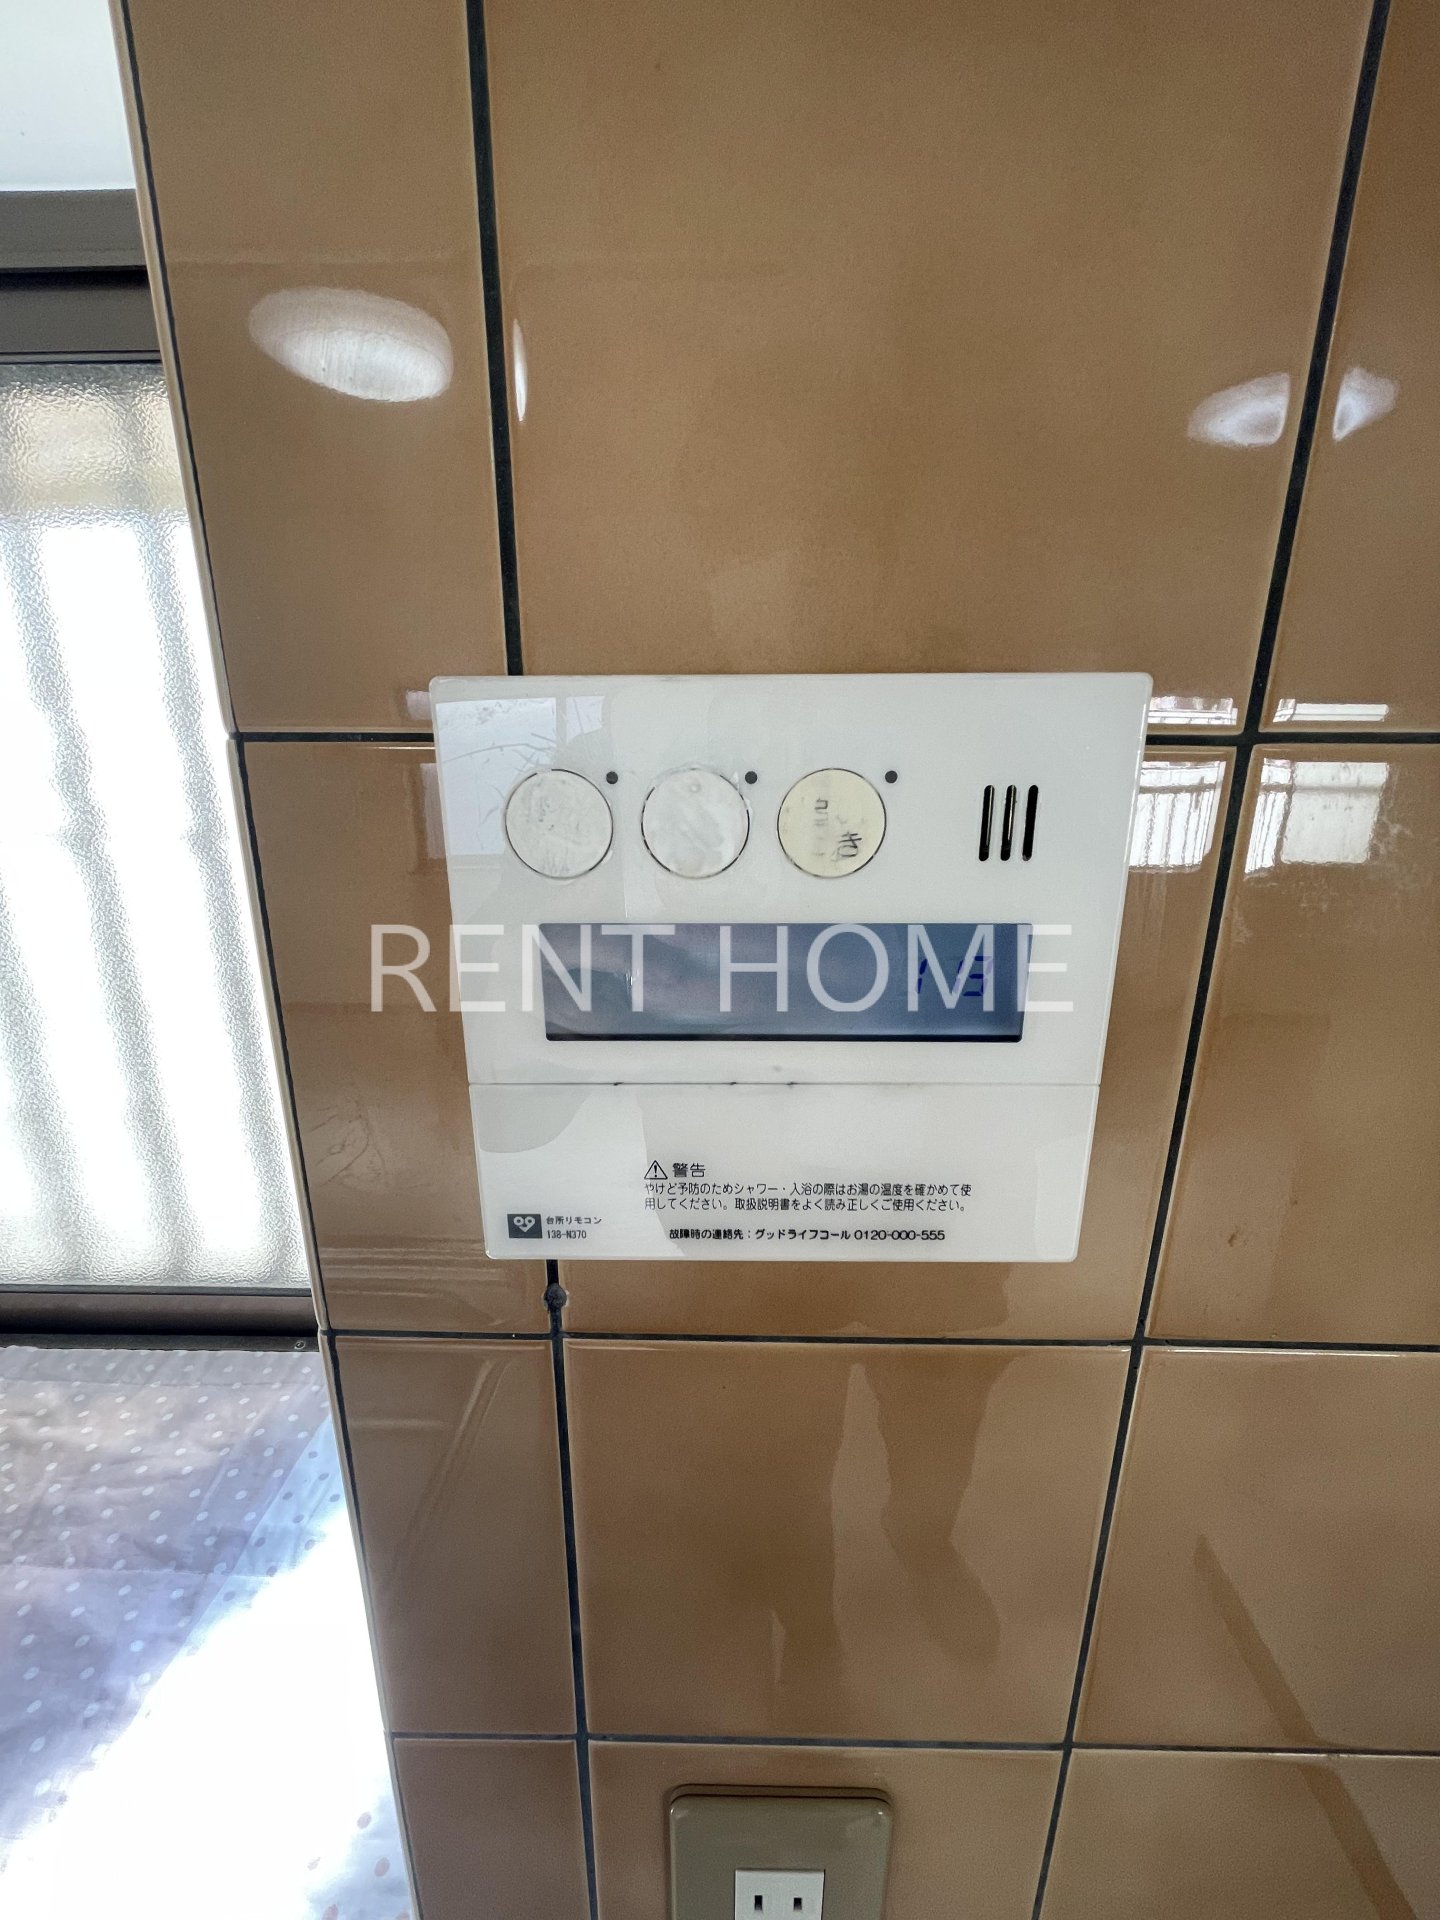 RENT HOME
警告
やけど予防のためシャワー・入浴の際はお湯の温度を確かめて使
用してください。取扱説明書をよく読み正しくご使用ください。
台所リモコン
138-N370
故障時の連絡先：グッドライフコール 0120-000-555